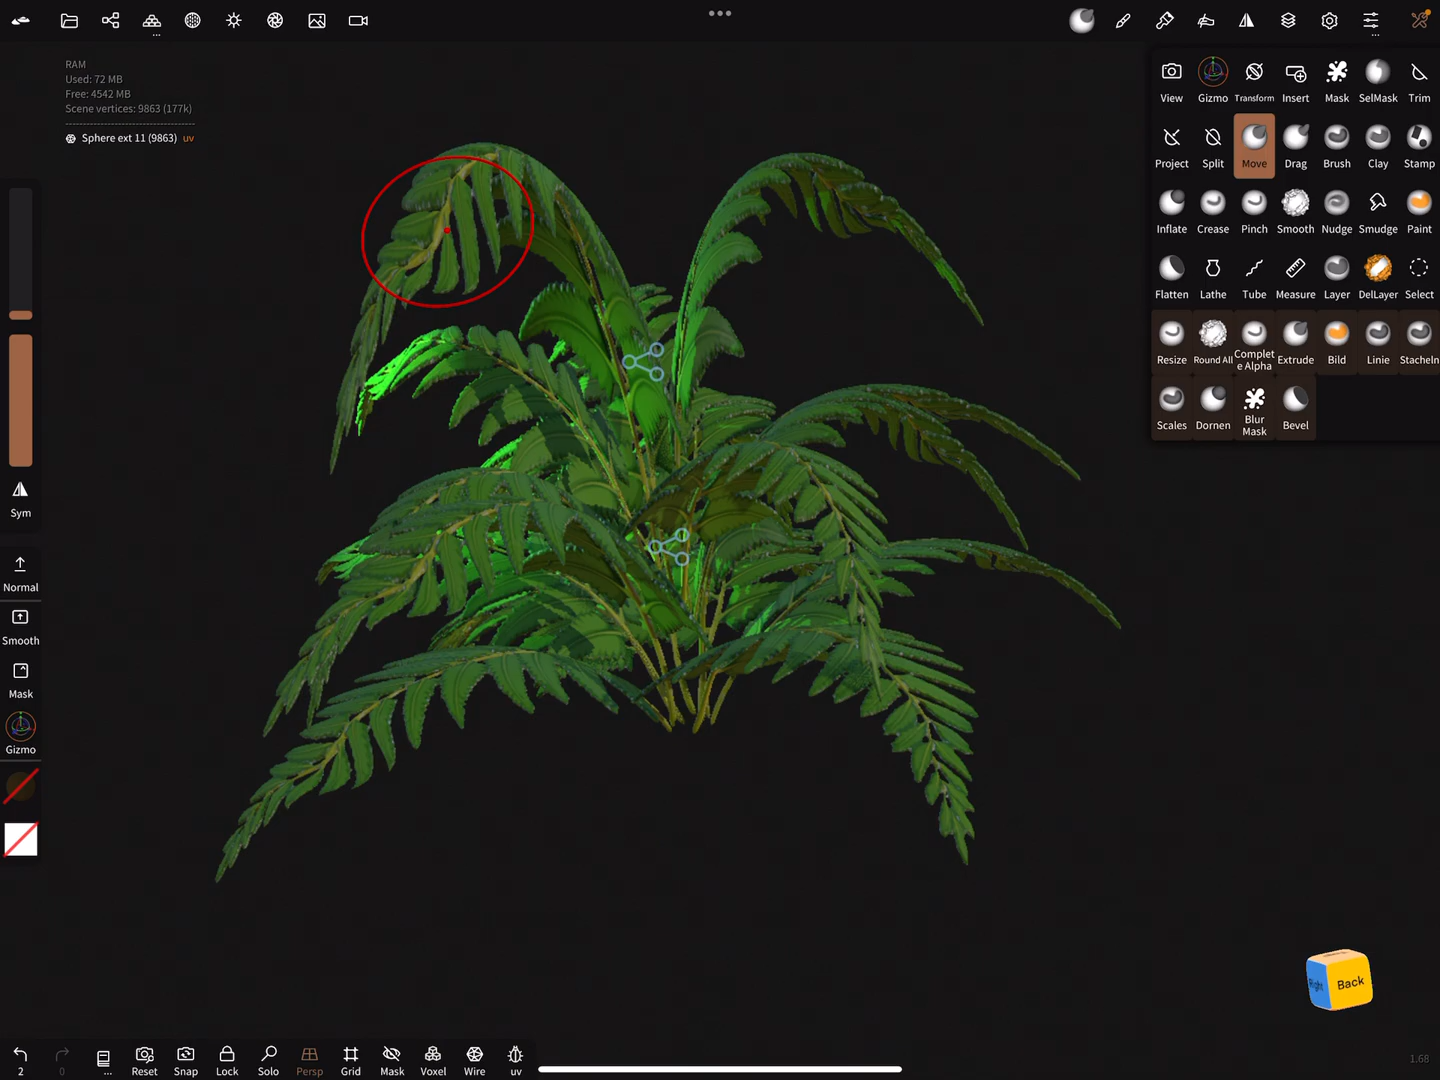 RAM
Used: 72 MB
Free: 4542 MB
Scene vertices: 9863 (177k)
Sphere ext 11 (9863) uv
View Gizmo Transform Insert Mask SelMask Trim
Project Split Move Drag Brush Clay Stamp
Inflate Crease Pinch Smooth Nudge Smudge Paint
Flatten Lathe Tube Measure Layer DelLayer Select
Resize Round All Complet
e Alpha Extrude Bild Linie Stacheln
Scales Dornen Blur
Mask Bevel
Sym
Normal
Smooth
Mask
Gizmo
Right Back
2 0 ... Reset Snap Lock Solo Persp Grid Mask Voxel Wire uv
1.68